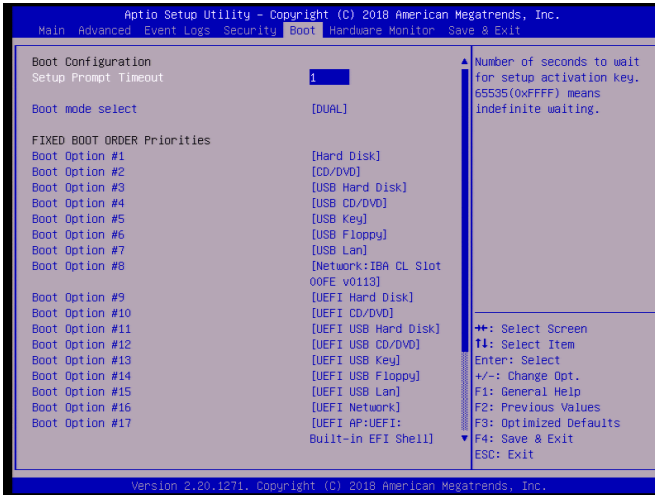 Aptio Setup Utility – Copyright (C) 2018 American Megatrends, Inc.
Main Advanced Event Logs Security Boot Hardware Monitor Save & Exit
Boot Configuration
Setup Prompt Timeout 1
Boot mode select [DUAL]
FIXED BOOT ORDER Priorities
Boot Option #1 [Hard Disk]
Boot Option #2 [CD/DVD]
Boot Option #3 [USB Hard Disk]
Boot Option #4 [USB CD/DVD]
Boot Option #5 [USB Key]
Boot Option #6 [USB Floppy]
Boot Option #7 [USB Lan]
Boot Option #8 [Network:IBA CL Slot
00FE v0113]
Boot Option #9 [UEFI Hard Disk]
Boot Option #10 [UEFI CD/DVD]
Boot Option #11 [UEFI USB Hard Disk]
Boot Option #12 [UEFI USB CD/DVD]
Boot Option #13 [UEFI USB Key]
Boot Option #14 [UEFI USB Floppy]
Boot Option #15 [UEFI USB Lan]
Boot Option #16 [UEFI Network]
Boot Option #17 [UEFI AP:UEFI:
Built-in EFI Shell]
Number of seconds to wait
for setup activation key.
65535(0xFFFF) means
indefinite waiting.
→←: Select Screen
↑↓: Select Item
Enter: Select
+/-: Change Opt.
F1: General Help
F2: Previous Values
F3: Optimized Defaults
F4: Save & Exit
ESC: Exit
Version 2.20.1271. Copyright (C) 2018 American Megatrends, Inc.